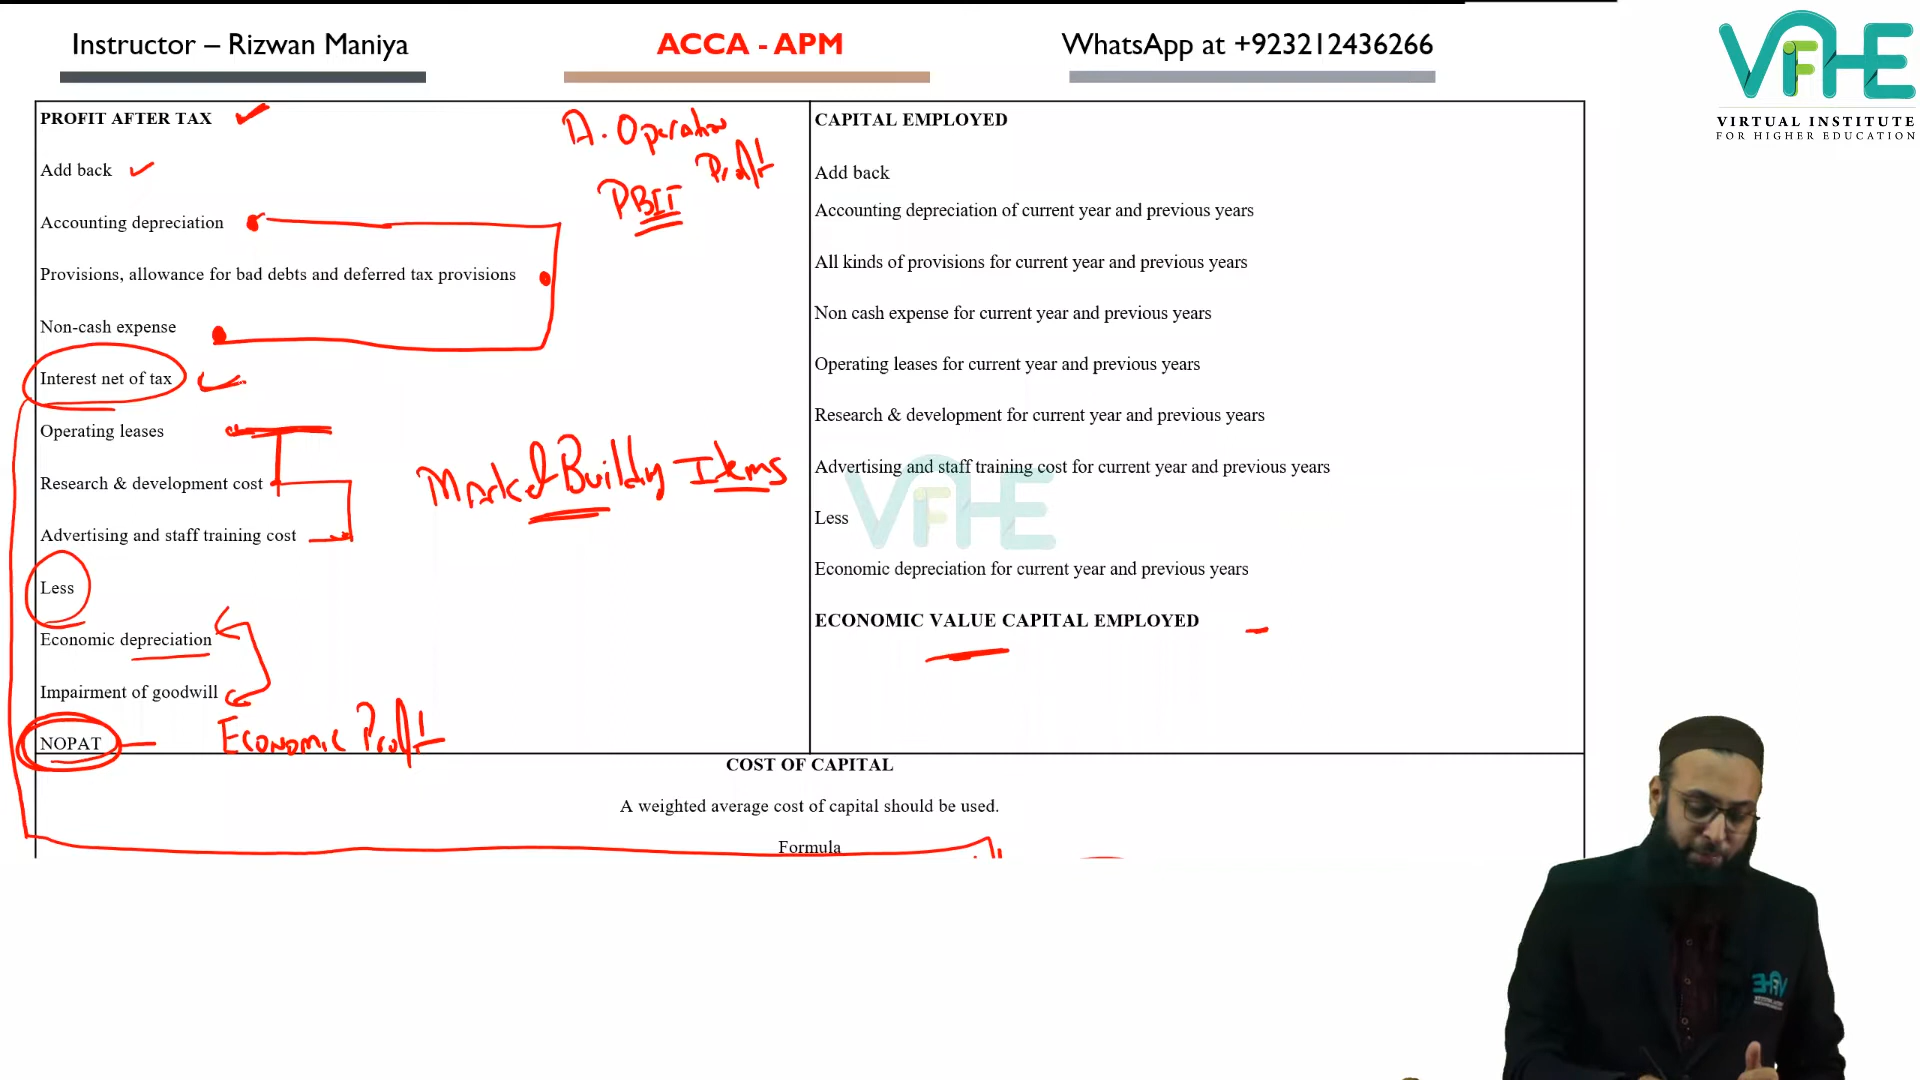 Instructor – Rizwan Maniya
ACCA - APM
WhatsApp at +923212436266
VIFHE
VIRTUAL INSTITUTE
FOR HIGHER EDUCATION
PROFIT AFTER TAX
Add back
Accounting depreciation
Provisions, allowance for bad debts and deferred tax provisions
Non-cash expense
Interest net of tax
Operating leases
Research & development cost
Advertising and staff training cost
Less
Economic depreciation
Impairment of goodwill
NOPAT
Economic Profit
PBIT
Profit
Market Building Items
CAPITAL EMPLOYED
Add back
Accounting depreciation of current year and previous years
All kinds of provisions for current year and previous years
Non cash expense for current year and previous years
Operating leases for current year and previous years
Research & development for current year and previous years
Advertising and staff training cost for current year and previous years
Less
Economic depreciation for current year and previous years
ECONOMIC VALUE CAPITAL EMPLOYED
COST OF CAPITAL
A weighted average cost of capital should be used.
Formula